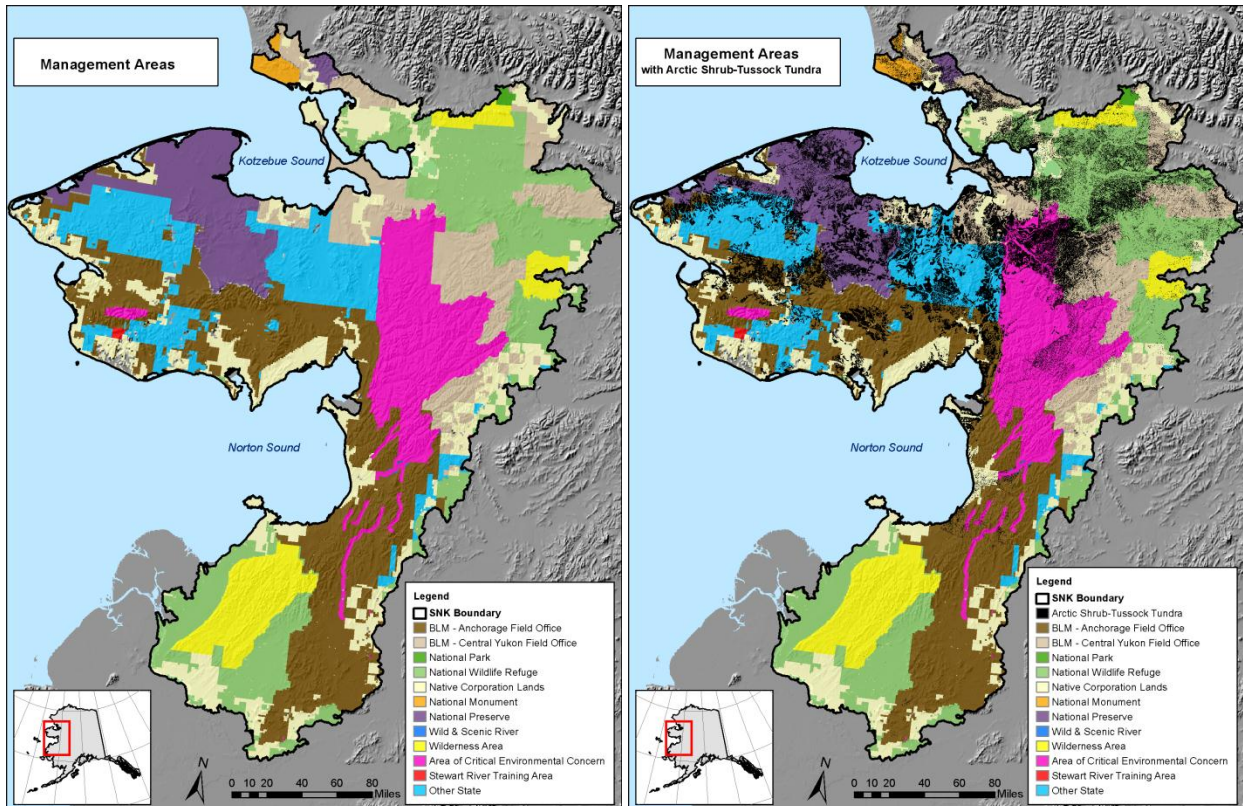 Management Areas
Kotzebue Sound
Norton Sound
Legend
SNK Boundary
BLM - Anchorage Field Office
BLM - Central Yukon Field Office
National Park
National Wildlife Refuge
Native Corporation Lands
National Monument
National Preserve
Wild & Scenic River
Wilderness Area
Area of Critical Environmental Concern
Stewart River Training Area
Other State
N
0 10 20 40 60 80
Miles
Management Areas
with Arctic Shrub-Tussock Tundra
Kotzebue Sound
Norton Sound
Legend
SNK Boundary
Arctic Shrub-Tussock Tundra
BLM - Anchorage Field Office
BLM - Central Yukon Field Office
National Park
National Wildlife Refuge
Native Corporation Lands
National Monument
National Preserve
Wild & Scenic River
Wilderness Area
Area of Critical Environmental Concern
Stewart River Training Area
Other State
N
0 10 20 40 60 80
Miles